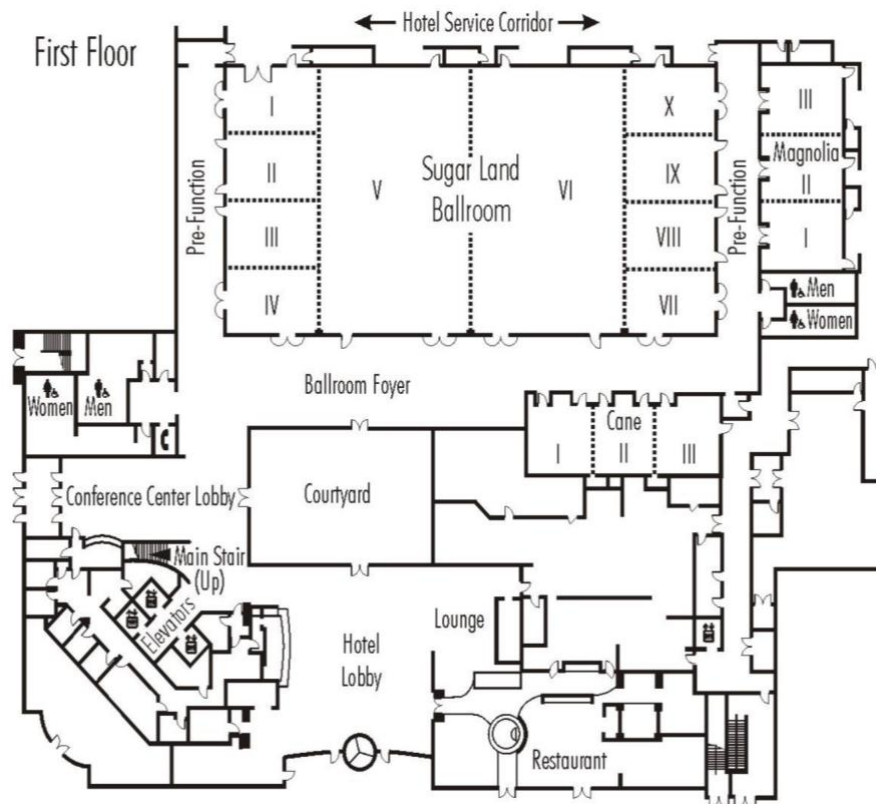 Hotel Service Corridor
First Floor
I
II
III
IV
V
Sugar Land
Ballroom
VI
X
IX
VIII
VII
Pre-Function
Pre-Function
III
Magnolia
II
I
Men
Women
Women
Men
Ballroom Foyer
Cane
I
II
III
Conference Center Lobby
Courtyard
Main Stair
(Up)
Elevators
Hotel
Lobby
Lounge
Restaurant